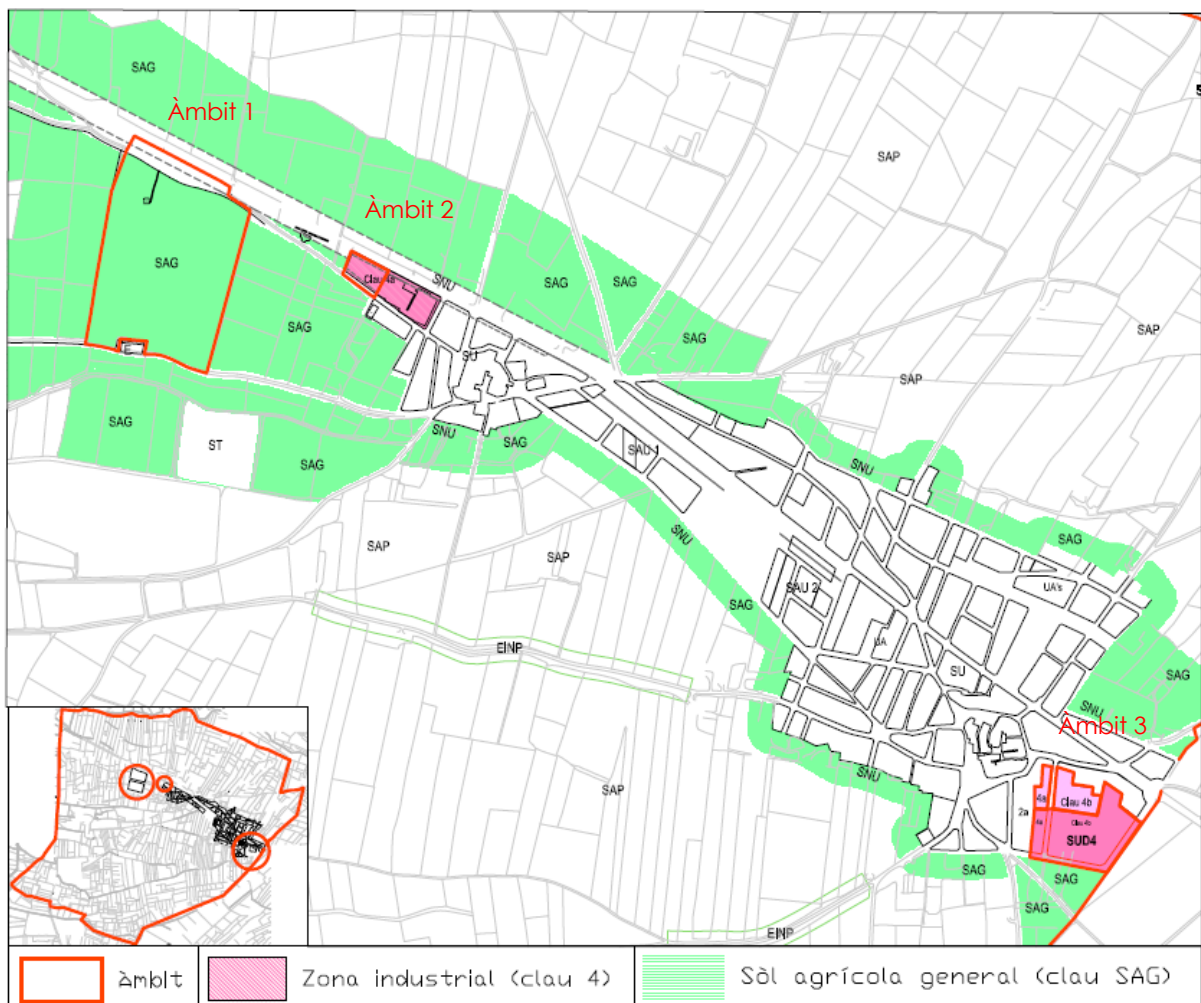 SAG
Àmbit 1
SAP
Àmbit 2
SAG
Clau 4a
SNU
SAG
SAG
SAG
SAP
SAG
SU
SAP
SAG
ST
SNU
SAG
SAU 1
SAG
SNU
SAP
SAP
SNU
SAG
SAU 2
UA's
SAG
UA
EINP
SU
SAG
SNU
Àmbit 3
SNU
SAP
4a
Clau 4b
2a
Clau 4b
SUD4
SAG
SAG
SAG
EINP
àmbit
Zona industrial (clau 4)
Sòl agrícola general (clau SAG)